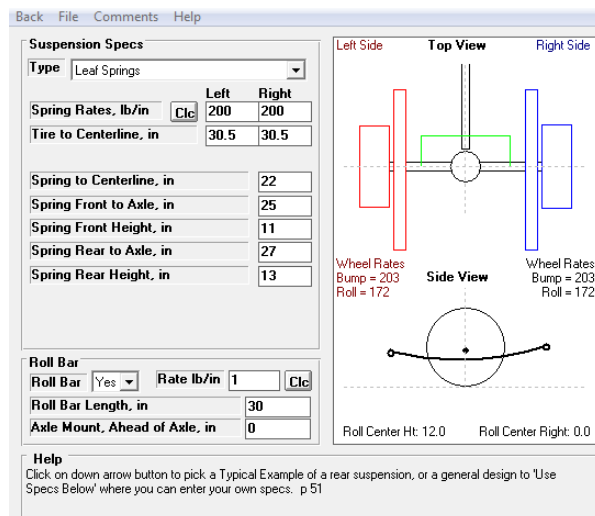 Back File Comments Help
Suspension Specs
Type Leaf Springs
Left Right
Spring Rates, lb/in Clc 200 200
Tire to Centerline, in 30.5 30.5
Spring to Centerline, in 22
Spring Front to Axle, in 25
Spring Front Height, in 11
Spring Rear to Axle, in 27
Spring Rear Height, in 13
Roll Bar
Roll Bar Yes Rate lb/in 1 Clc
Roll Bar Length, in 30
Axle Mount, Ahead of Axle, in 0
Left Side Top View Right Side
Wheel Rates
Bump = 203
Roll = 172
Side View
Wheel Rates
Bump = 203
Roll = 172
Roll Center Ht: 12.0 Roll Center Right: 0.0
Help
Click on down arrow button to pick a Typical Example of a rear suspension, or a general design to 'Use
Specs Below' where you can enter your own specs. p 51